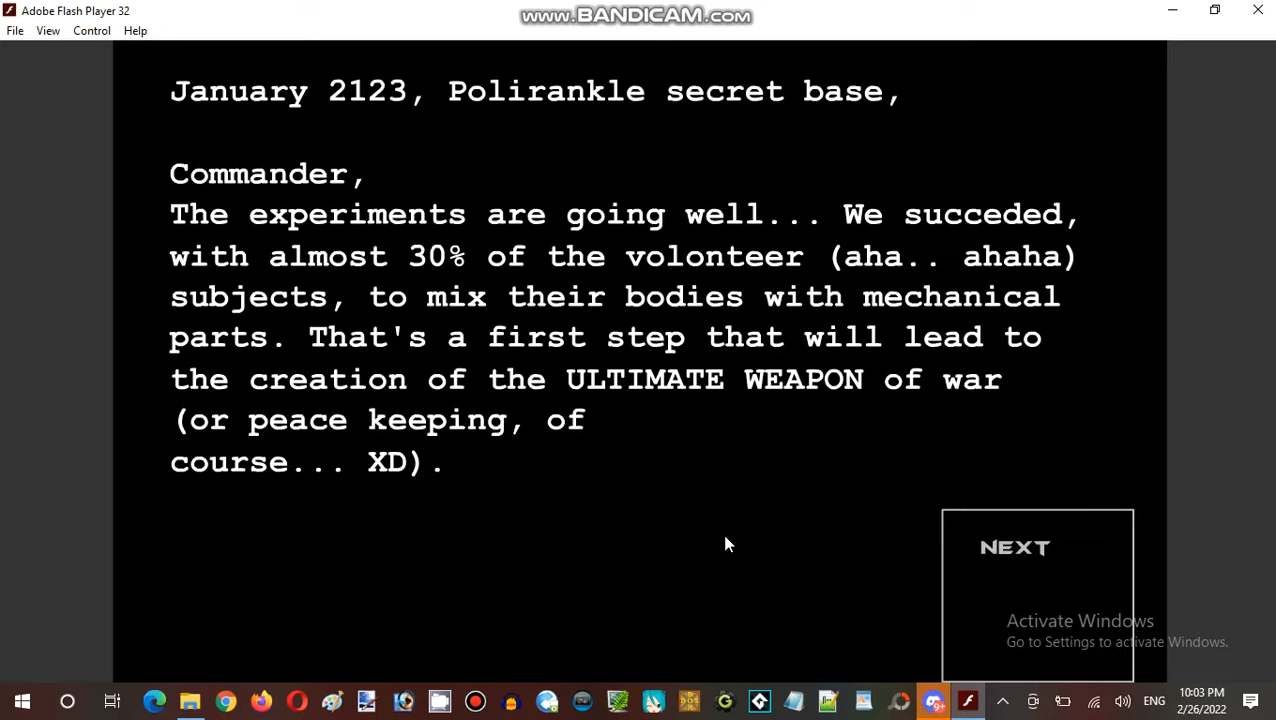 Adobe Flash Player 32
www.BANDICAM.com
File View Control Help
January 2123, Polirankle secret base,
Commander,
The experiments are going well... We succeded,
with almost 30% of the volonteer (aha.. ahaha)
subjects, to mix their bodies with mechanical
parts. That's a first step that will lead to
the creation of the ULTIMATE WEAPON of war
(or peace keeping, of
course... XD).
NEXT
Activate Windows
Go to Settings to activate Windows.
ENG
10:03 PM
2/26/2022